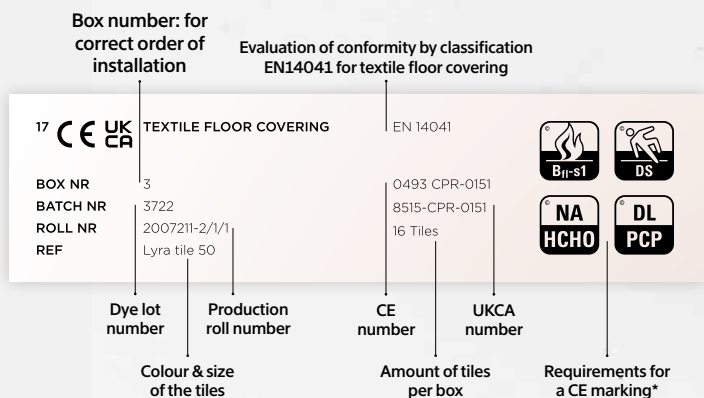 Box number: for
correct order of
installation
Evaluation of conformity by classification
EN14041 for textile floor covering
17 CE UK CA TEXTILE FLOOR COVERING EN 14041
BOX NR 3 0493 CPR-0151
BATCH NR 3722 8515-CPR-0151
ROLL NR 2007211-2/1/1 16 Tiles
REF Lyra tile 50
© Bfl-s1
© DS
© NA HCHO
© DL PCP
Dye lot
number
Production
roll number
CE
number
UKCA
number
Colour & size
of the tiles
Amount of tiles
per box
Requirements for
a CE marking*